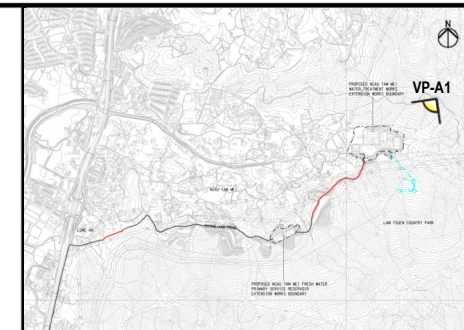 N
PROPOSED NGAU TAM MEI
WATER TREATMENT WORKS
EXTENSION WORKS BOUNDARY
VP-A1
NGAU TAM MEI
LAM TSUEN COUNTRY PARK
PROPOSED NGAU TAM MEI FRESH WATER
PRIMARY SERVICE RESERVOIR
EXTENSION WORKS BOUNDARY